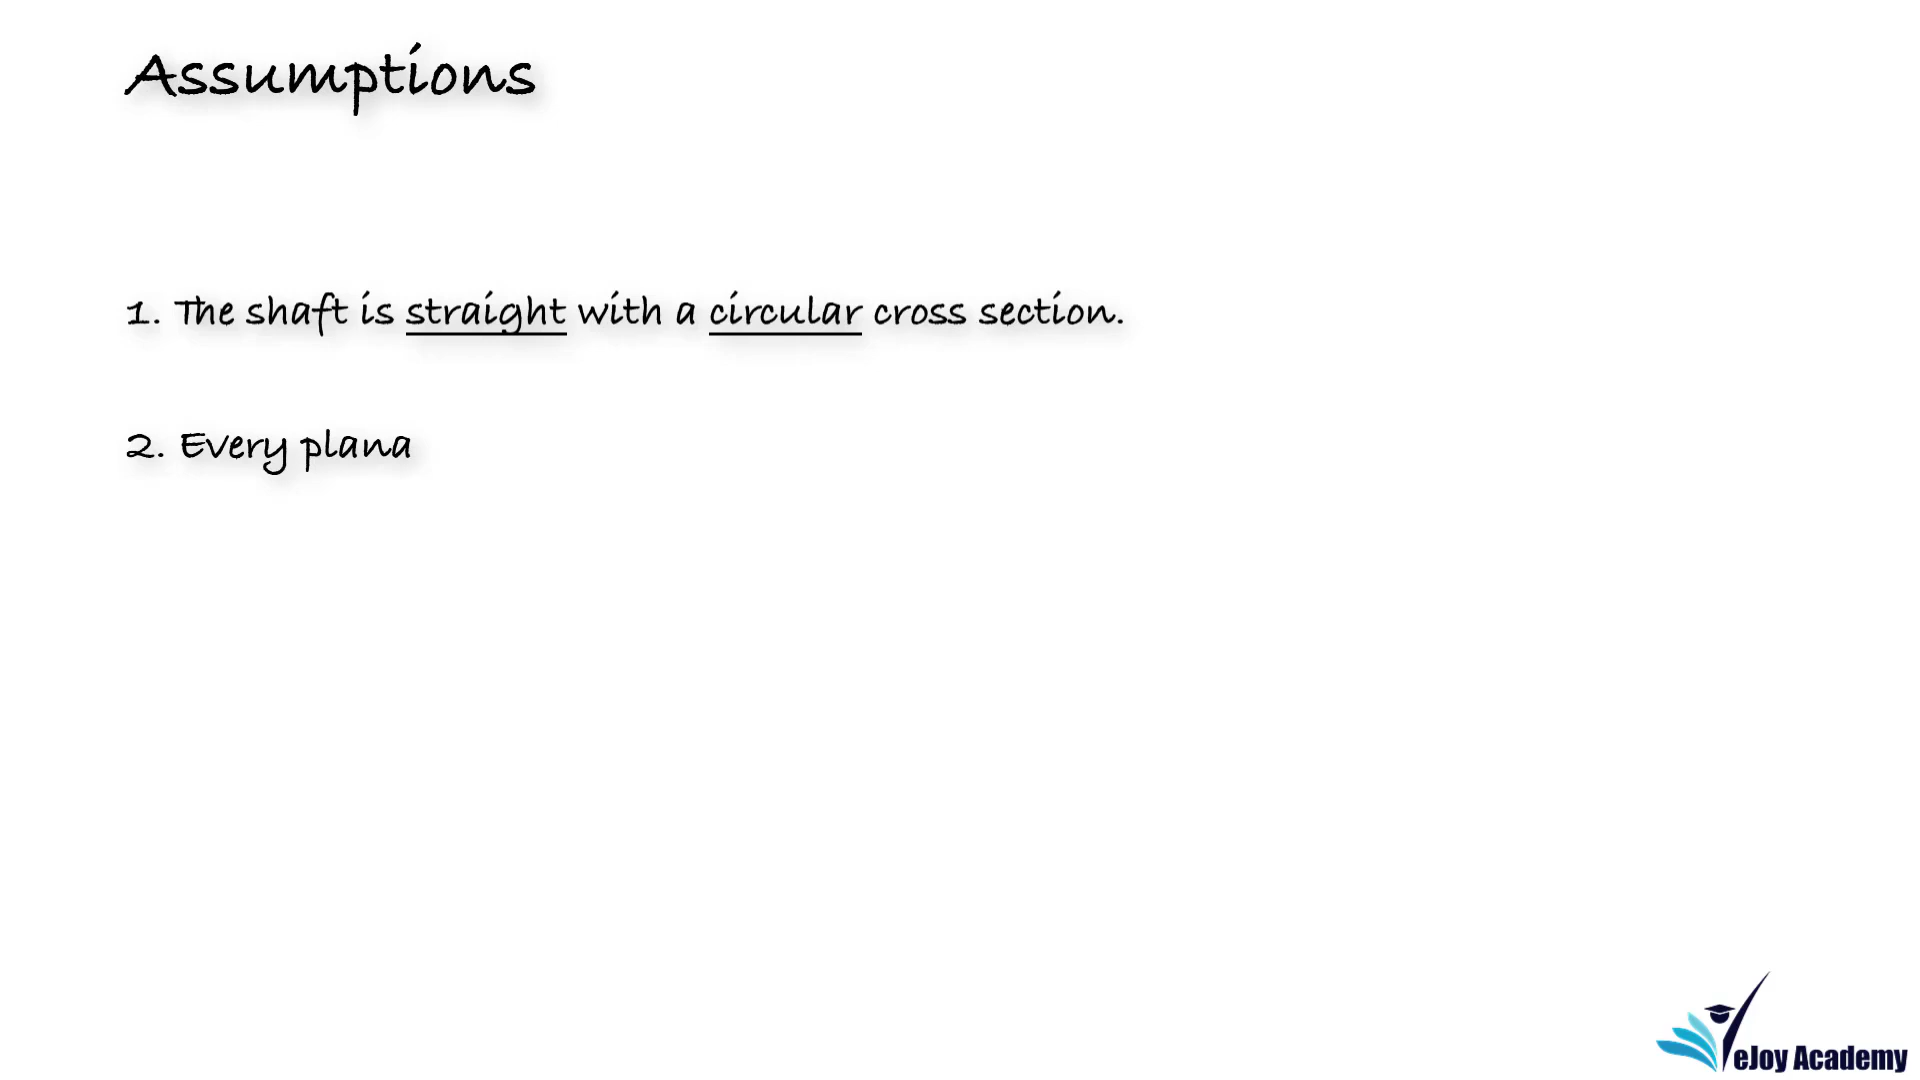 Assumptions
1. The shaft is straight with a circular cross section.
2. Every plana
eJoy Academy